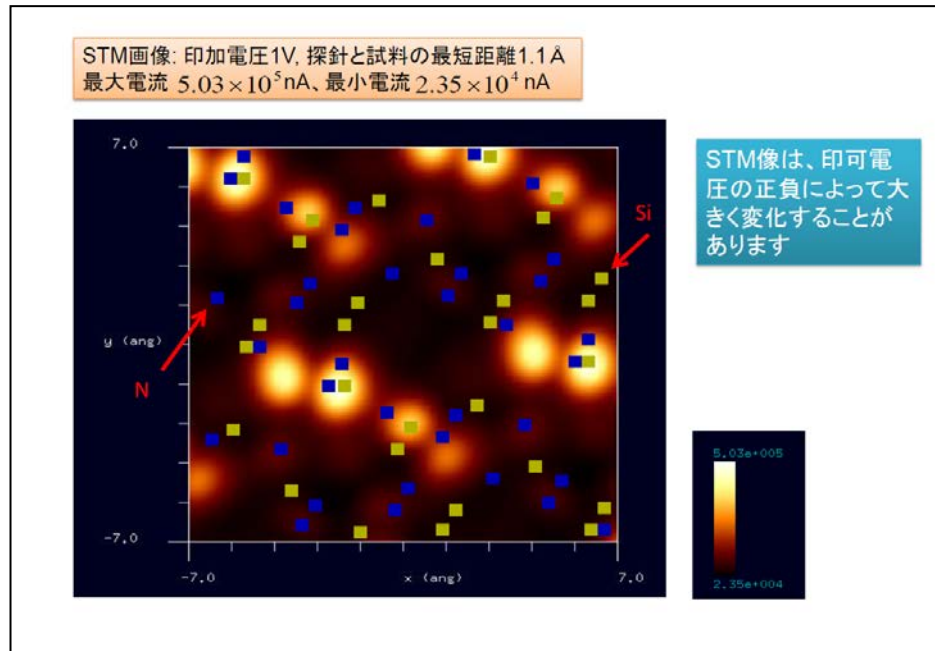 STM画像: 印加電圧1V, 探針と試料の最短距離1.1Å
最大電流 5.03×10⁵nA、最小電流 2.35×10⁴nA
7.0
STM像は、印可電
圧の正負によって大
きく変化することが
あります
Si
y (ang)
N
5.03e+005
-7.0
-7.0
x (ang)
7.0
2.35e+004